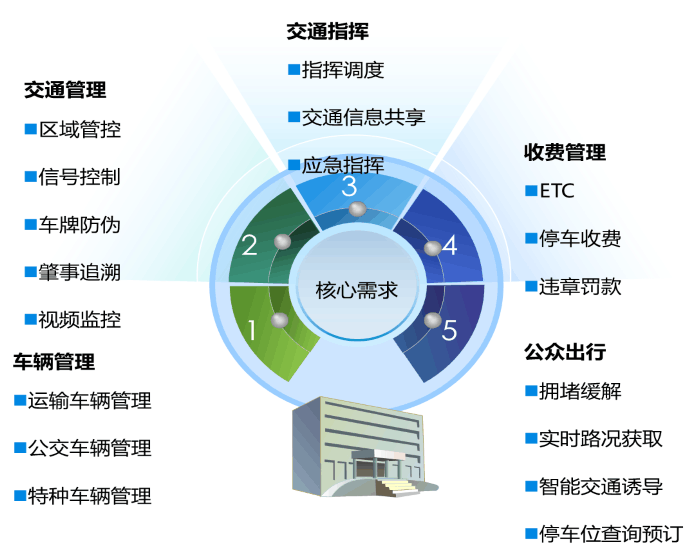 交通指挥
指挥调度
交通信息共享
应急指挥
交通管理
区域管控
信号控制
车牌防伪
肇事追溯
视频监控
车辆管理
运输车辆管理
公交车辆管理
特种车辆管理
收费管理
ETC
停车收费
违章罚款
公众出行
拥堵缓解
实时路况获取
智能交通诱导
停车位查询预订
1
2
3
4
5
核心需求